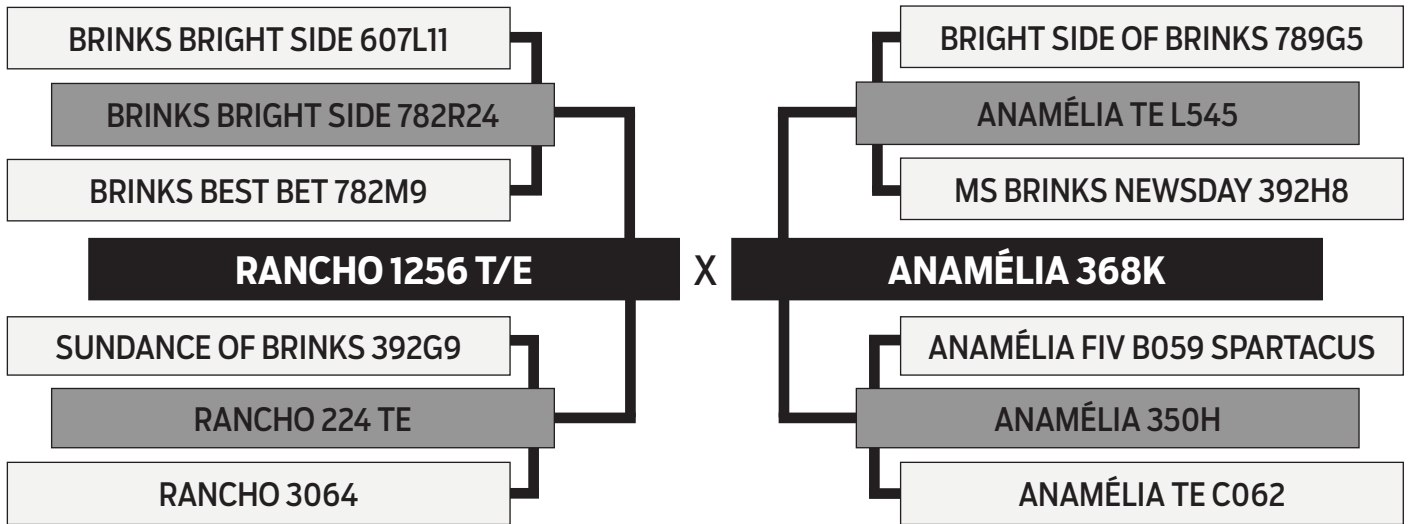 BRINKS BRIGHT SIDE 607L11
BRINKS BRIGHT SIDE 782R24
BRINKS BEST BET 782M9
RANCHO 1256 T/E
SUNDANCE OF BRINKS 392G9
RANCHO 224 TE
RANCHO 3064
X
BRIGHT SIDE OF BRINKS 789G5
ANAMÉLIA TE L545
MS BRINKS NEWSDAY 392H8
ANAMÉLIA 368K
ANAMÉLIA FIV B059 SPARTACUS
ANAMÉLIA 350H
ANAMÉLIA TE C062